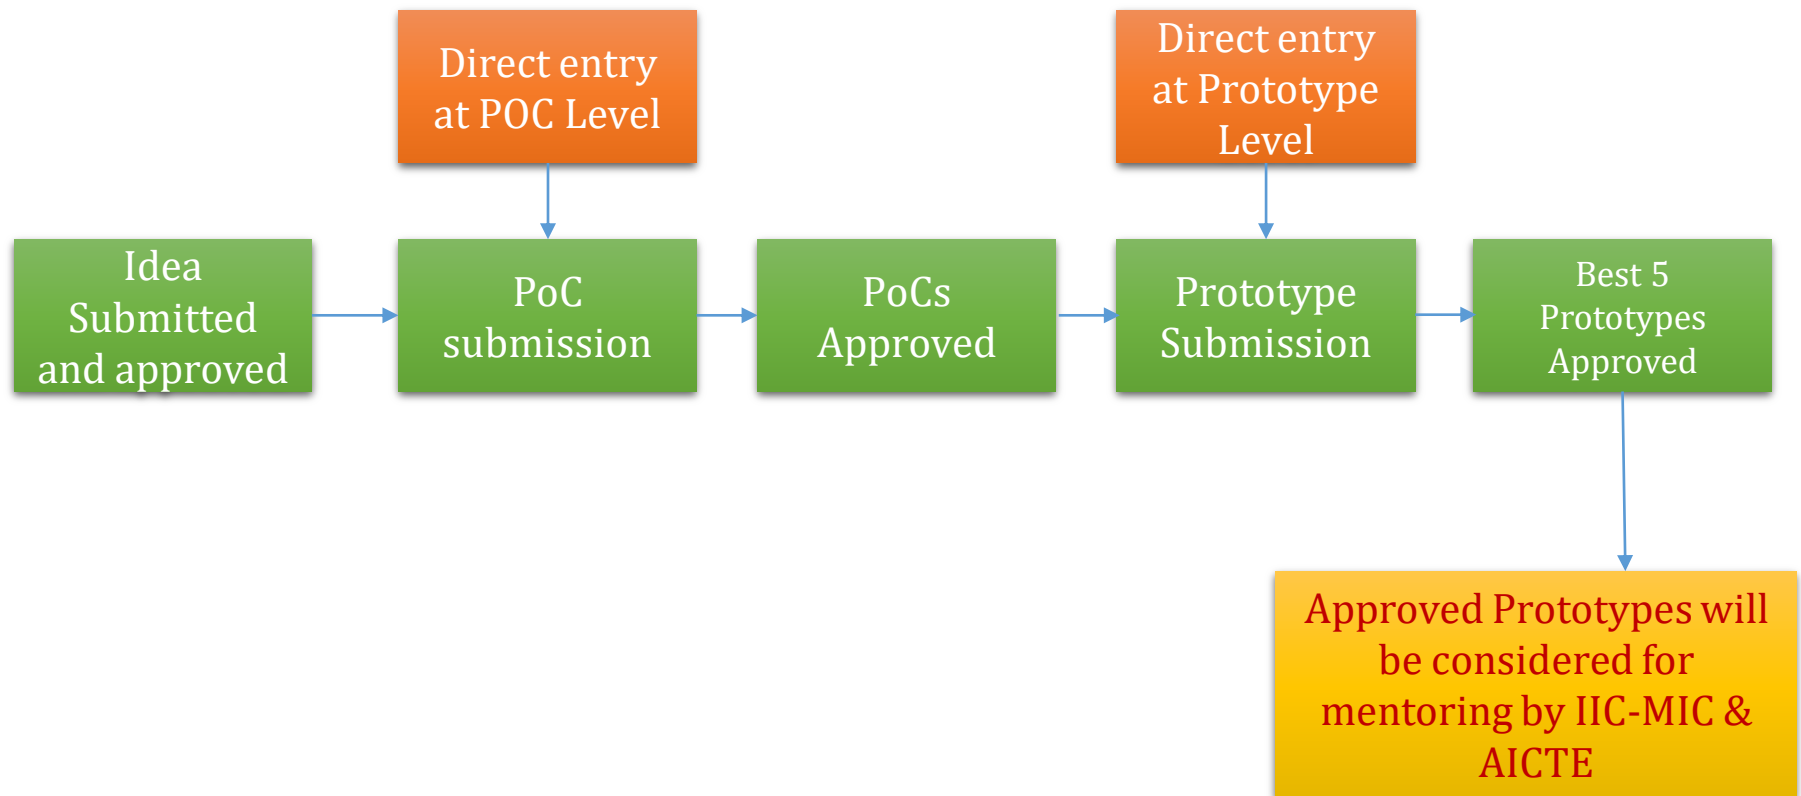 Direct entry
at POC Level
Direct entry
at Prototype
Level
Idea
Submitted
and approved
PoC
submission
PoCs
Approved
Prototype
Submission
Best 5
Prototypes
Approved
Approved Prototypes will
be considered for
mentoring by IIC-MIC &
AICTE